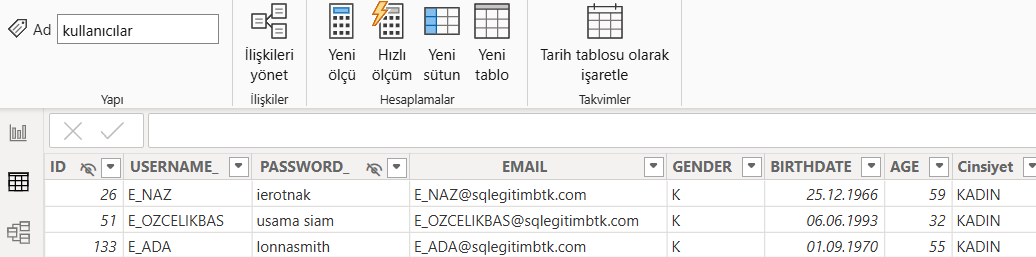 Ad kullanıcılar
İlişkileri yönet
Yeni ölçü
Hızlı ölçüm
Yeni sütun
Yeni tablo
Tarih tablosu olarak işaretle
Yapı İlişkiler Hesaplamalar Takvimler
ID USERNAME_ PASSWORD_ EMAIL GENDER BIRTHDATE AGE Cinsiyet
26 E_NAZ ierotnak E_NAZ@sqlegitimbtk.com K 25.12.1966 59 KADIN
51 E_OZCELIKBAS usama siam E_OZCELIKBAS@sqlegitimbtk.com K 06.06.1993 32 KADIN
133 E_ADA lonnasmith E_ADA@sqlegitimbtk.com K 01.09.1970 55 KADIN